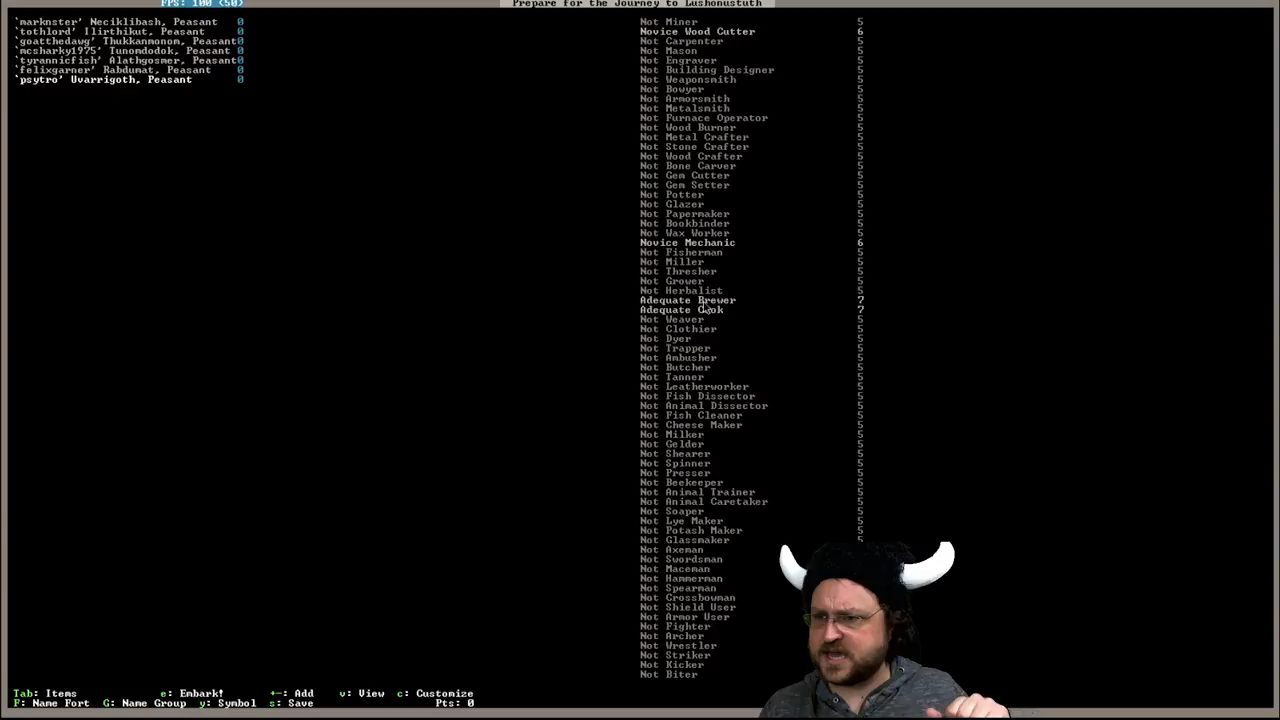 FPS: 100 (50)
Prepare for the Journey to Lushonustuth
`marknster' Neciklibash, Peasant 0
`tothlord' Ilirthikut, Peasant 0
`goatthedawg' Thukkanmonom, Peasant 0
`mcsharky1975' Tunomdodok, Peasant 0
`tyrannicfish' Alathgosmer, Peasant 0
`felixgarner' Rabdumat, Peasant 0
`psytro' Uvarrigoth, Peasant 0
Not Miner 5
Novice Wood Cutter 6
Not Carpenter 5
Not Mason 5
Not Engraver 5
Not Building Designer 5
Not Weaponsmith 5
Not Bowyer 5
Not Armorsmith 5
Not Metalsmith 5
Not Furnace Operator 5
Not Wood Burner 5
Not Metal Crafter 5
Not Stone Crafter 5
Not Wood Crafter 5
Not Bone Carver 5
Not Gem Cutter 5
Not Gem Setter 5
Not Potter 5
Not Glazer 5
Not Papermaker 5
Not Bookbinder 5
Not Wax Worker 5
Novice Mechanic 6
Not Fisherman 5
Not Miller 5
Not Thresher 5
Not Grower 5
Not Herbalist 5
Adequate Brewer 7
Adequate Cook 7
Not Weaver 5
Not Clothier 5
Not Dyer 5
Not Trapper 5
Not Ambusher 5
Not Butcher 5
Not Tanner 5
Not Leatherworker 5
Not Fish Dissector 5
Not Animal Dissector 5
Not Fish Cleaner 5
Not Cheese Maker 5
Not Milker 5
Not Gelder 5
Not Shearer 5
Not Spinner 5
Not Presser 5
Not Beekeeper 5
Not Animal Trainer 5
Not Animal Caretaker 5
Not Soaper 5
Not Lye Maker 5
Not Potash Maker 5
Not Glassmaker 5
Not Axeman
Not Swordsman
Not Maceman
Not Hammerman
Not Spearman
Not Crossbowman
Not Shield User
Not Armor User
Not Fighter
Not Archer
Not Wrestler
Not Striker
Not Kicker
Not Biter
Tab: Items e: Embark! +-: Add v: View c: Customize
F: Name Fort G: Name Group y: Symbol s: Save Pts: 0